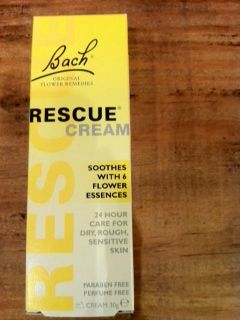 Bach
ORIGINAL
FLOWER REMEDIES
RESCUE
RESCUE®
CREAM
SOOTHES
WITH 6
FLOWER
ESSENCES
24 HOUR
CARE FOR
DRY, ROUGH,
SENSITIVE
SKIN
PARABEN FREE
PERFUME FREE
CREAM 30g ℮